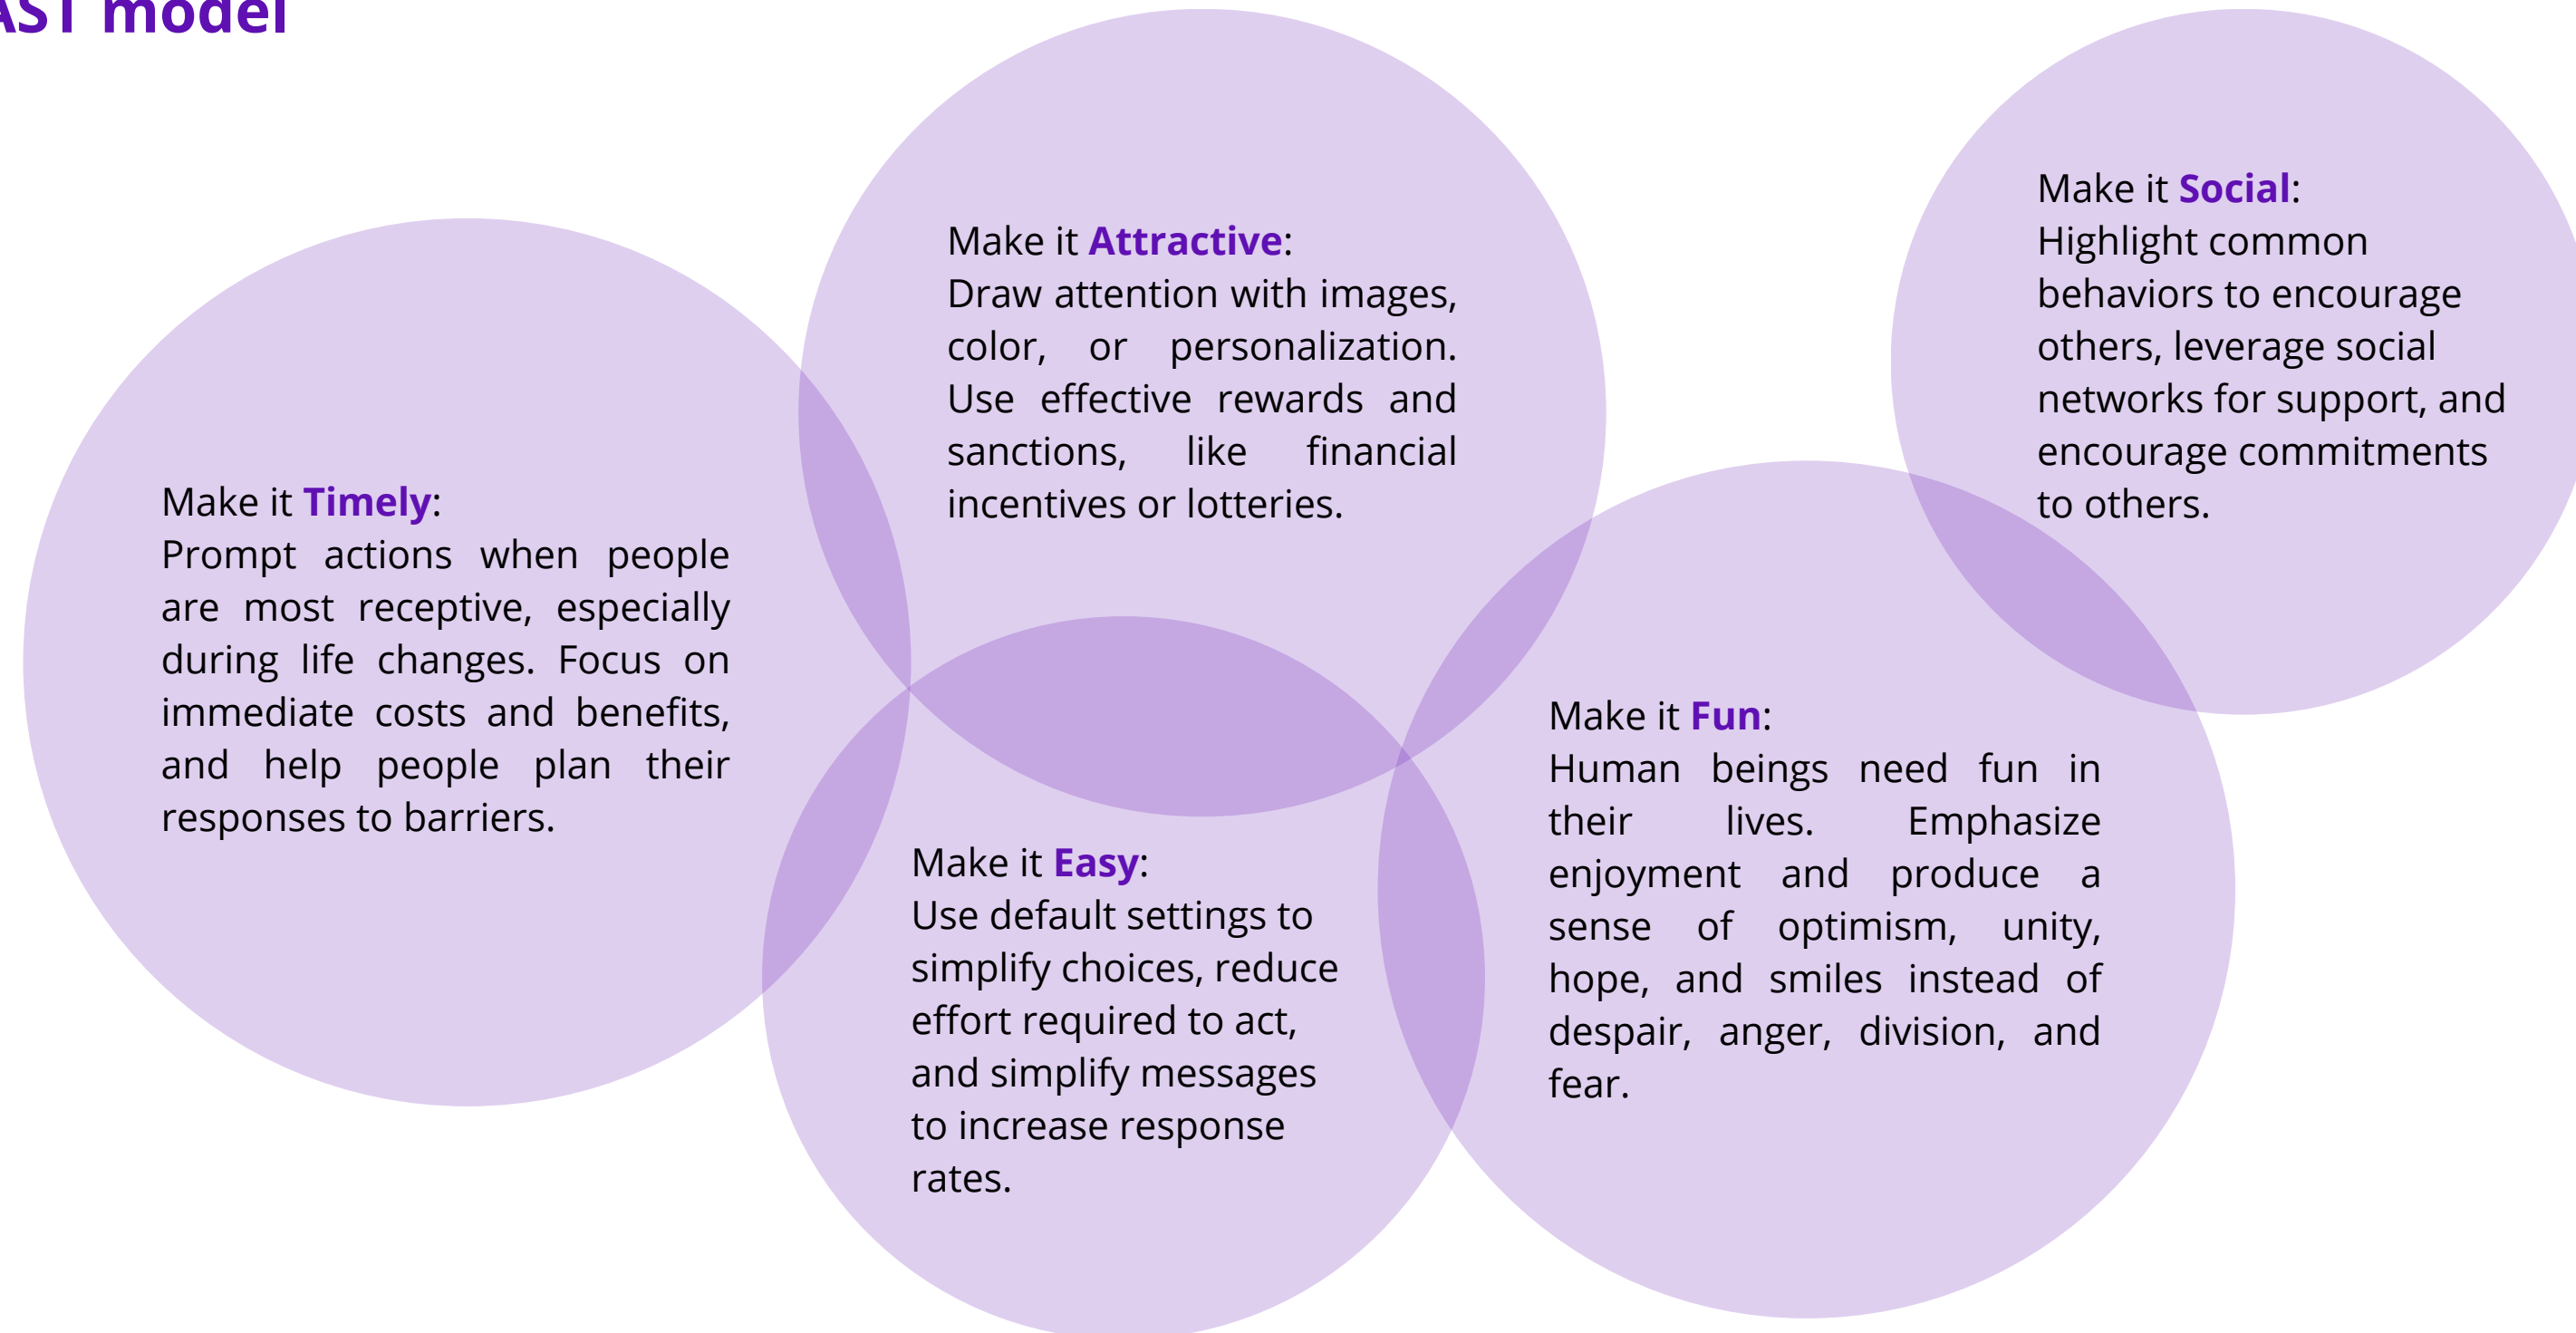 AST model
Make it Timely:
Prompt actions when people
are most receptive, especially
during life changes. Focus on
immediate costs and benefits,
and help people plan their
responses to barriers.
Make it Attractive:
Draw attention with images,
color, or personalization.
Use effective rewards and
sanctions, like financial
incentives or lotteries.
Make it Easy:
Use default settings to
simplify choices, reduce
effort required to act,
and simplify messages
to increase response
rates.
Make it Fun:
Human beings need fun in
their lives. Emphasize
enjoyment and produce a
sense of optimism, unity,
hope, and smiles instead of
despair, anger, division, and
fear.
Make it Social:
Highlight common
behaviors to encourage
others, leverage social
networks for support, and
encourage commitments
to others.